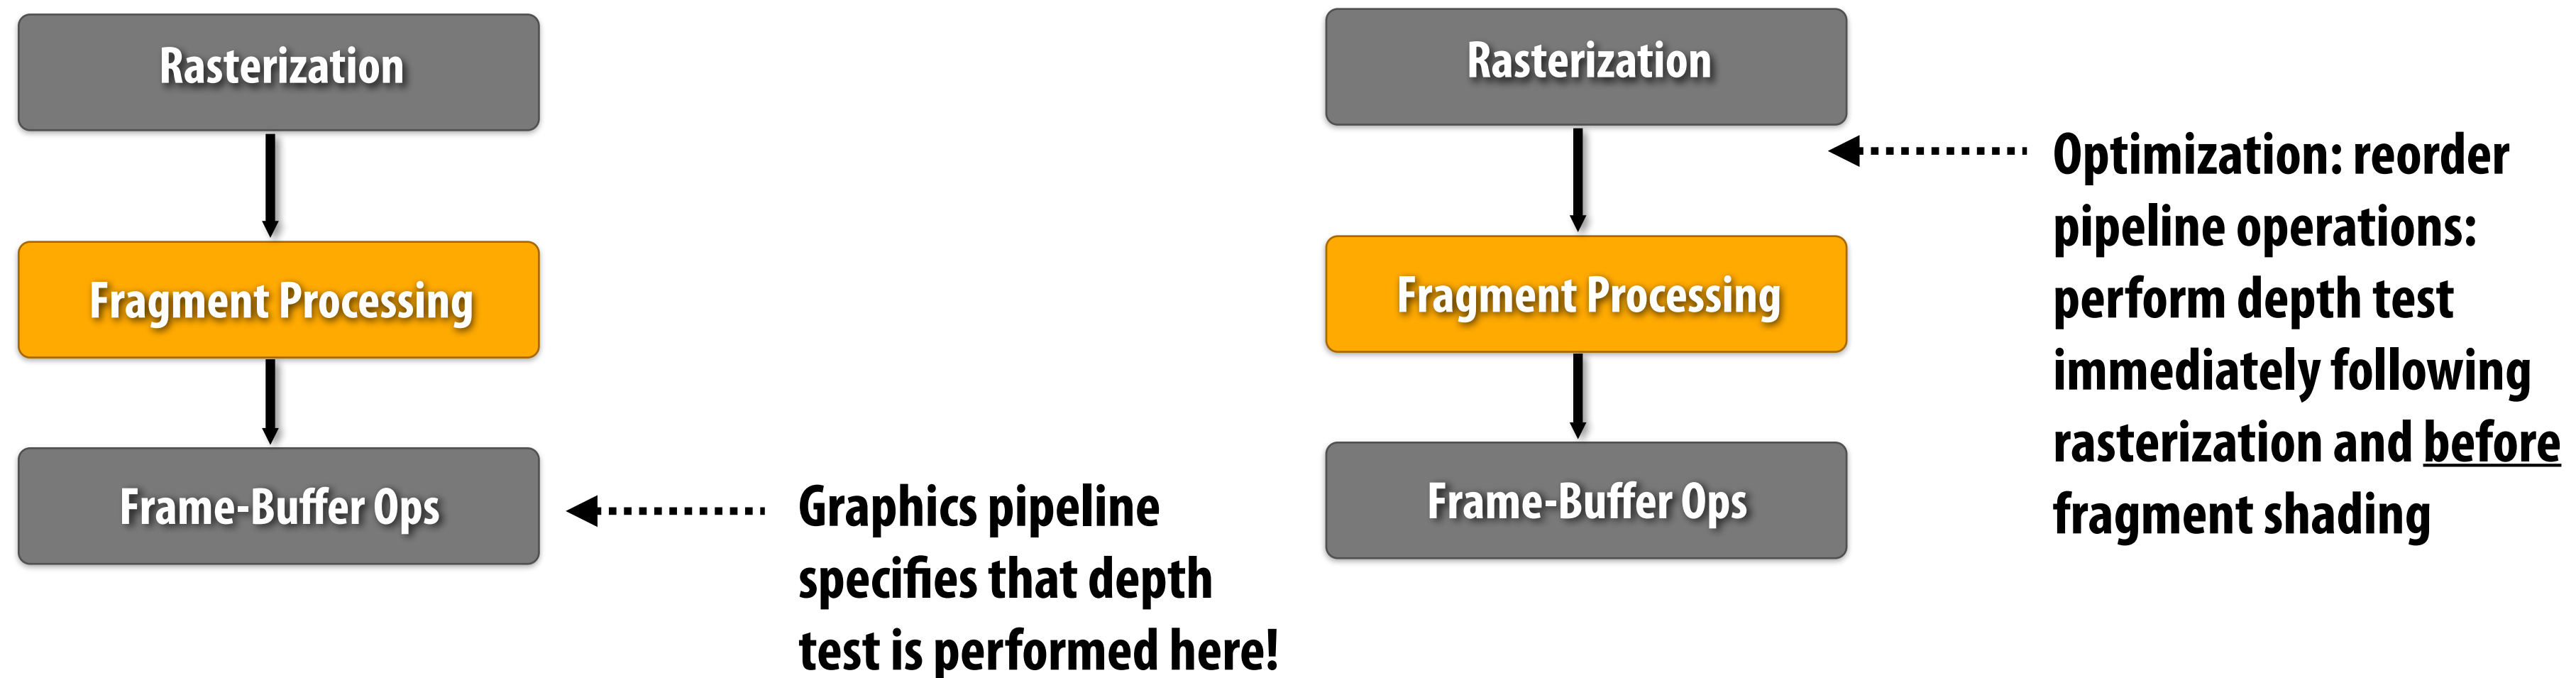 Rasterization
Fragment Processing
Frame-Buffer Ops
Graphics pipeline
specifies that depth
test is performed here!
Rasterization
Fragment Processing
Frame-Buffer Ops
Optimization: reorder
pipeline operations:
perform depth test
immediately following
rasterization and before
fragment shading